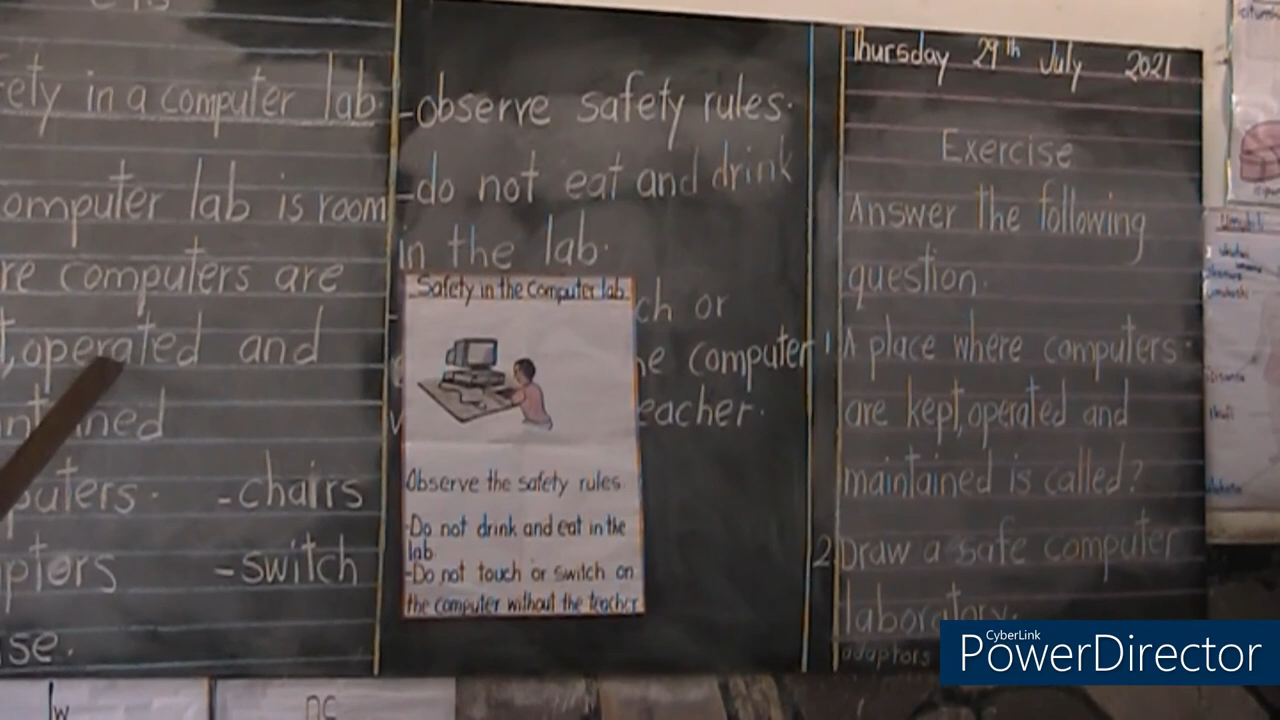 ety in a computer lab.
omputer lab is room
re computers are
operated and
ined
puters. -chairs
ptors -switch
se.
-observe safety rules.
-do not eat and drink
in the lab.
ch or
he computer
eacher.
Safety in the Computer lab
Observe the safety rules.
-Do not drink and eat in the
lab
-Do not touch or switch on
the computer without the teacher
Thursday 29th July 2021
Exercise
Answer the following
question.
1 A place where computers
are kept, operated and
maintained is called?
2 Draw a safe computer
laboratory.
adaptors
CyberLink
PowerDirector